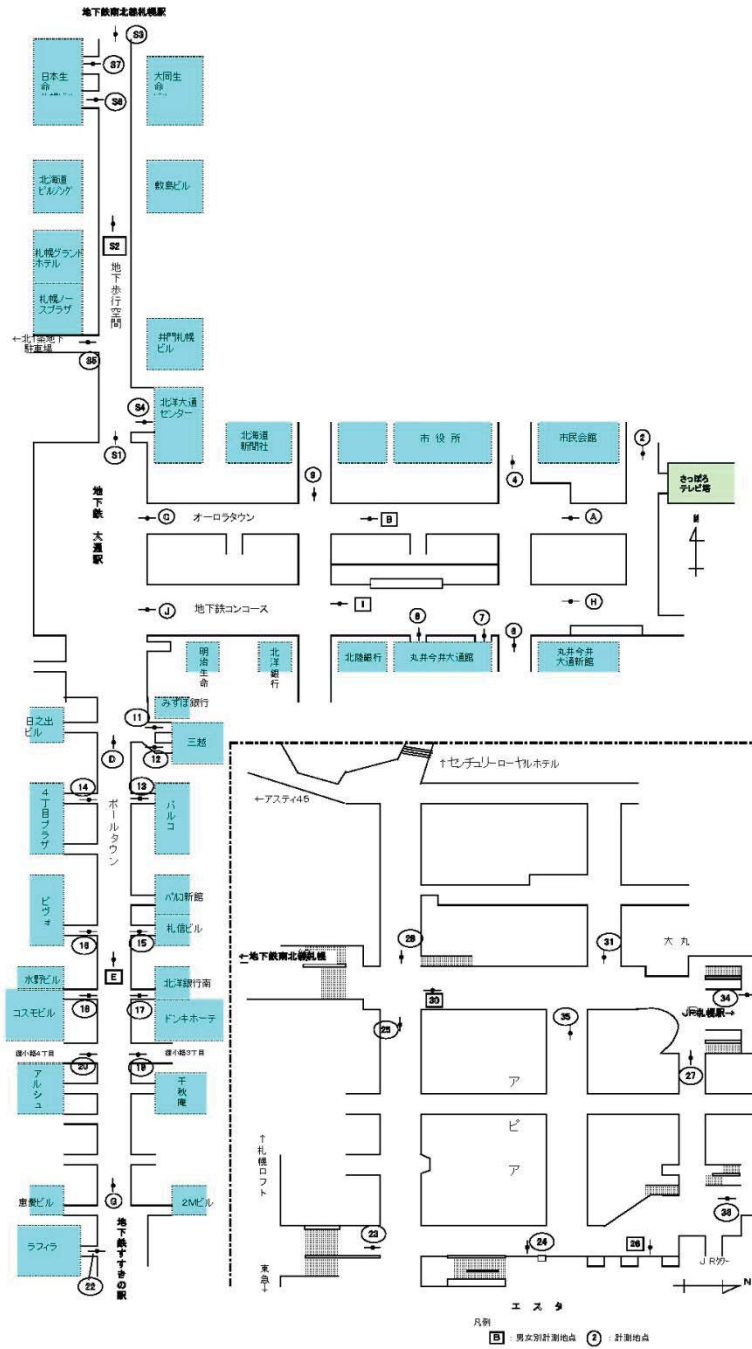 地下鉄南北線札幌駅
S3
S7
日本生
命
大同生
命
S6
北海道
ビルヂング
敷島ビル
S2
札幌グランド
ホテル
地下歩行空間
札幌ノー
スプラザ
井門札幌
ビル
←北1条地下
駐車場
S5
S4
北洋大通
センター
S1
北海道
新聞社
市役所
市民会館
2
9
4
さっぽろ
テレビ塔
地下鉄 大通駅
C
オーロラタウン
B
A
J
地下鉄コンコース
I
H
8
7
6
明治生命
北洋銀行
北陸銀行
丸井今井大通館
丸井今井
大通新館
みずほ銀行
11
日之出
ビル
三越
D
12
14
13
4丁目プラザ
ポールタウン
パルコ
↑センチュリーローヤルホテル
←アスティ45
ピヴォ
パルコ新館
札信ビル
16
15
28
31
大丸
←地下鉄南北線札幌
E
水野ビル
北洋銀行南
30
34
コスモビル
18
17
ドンキホーテ
25
35
JR札幌駅→
狸小路4丁目
狸小路3丁目
20
19
27
アルシュ
千秋庵
アピア
↑札幌ロフト
恵愛ビル
G
2Mビル
38
ラフィラ
地下鉄すすきの駅
23
24
26
22
東急↓
JRタワー
N
エスタ
凡例
B :男女別計測地点 2 :計測地点